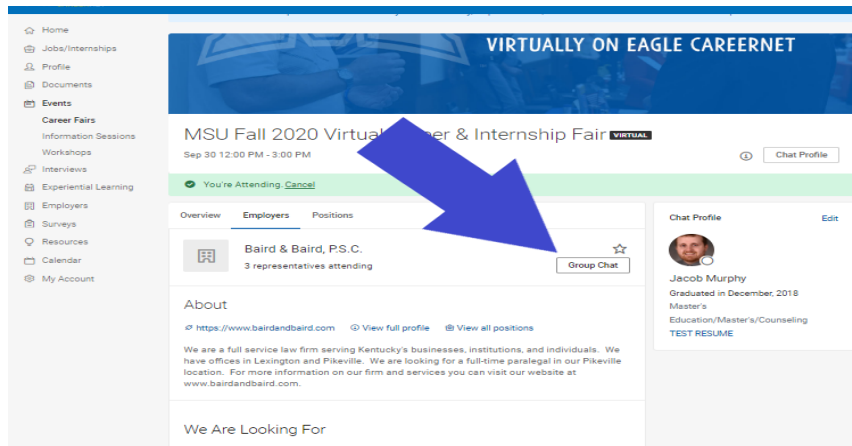 VIRTUALLY ON EAGLE CAREERNET
Home
Jobs/Internships
Profile
Documents
Events
Career Fairs
Information Sessions
Workshops
Interviews
Experiential Learning
Employers
Surveys
Resources
Calendar
My Account
MSU Fall 2020 Virtual & Internship Fair VIRTUAL
Sep 30 12:00 PM - 3:00 PM
Chat Profile
You're Attending. Cancel
Overview Employers Positions
Baird & Baird, P.S.C.
3 representatives attending
Group Chat
About
https://www.bairdandbaird.com View full profile View all positions
We are a full service law firm serving Kentucky's businesses, institutions, and individuals. We
have offices in Lexington and Pikeville. We are looking for a full-time paralegal in our Pikeville
location. For more information on our firm and services you can visit our website at
www.bairdandbaird.com.
We Are Looking For
Chat Profile Edit
Jacob Murphy
Graduated in December, 2018
Master's
Education/Master's/Counseling
TEST RESUME